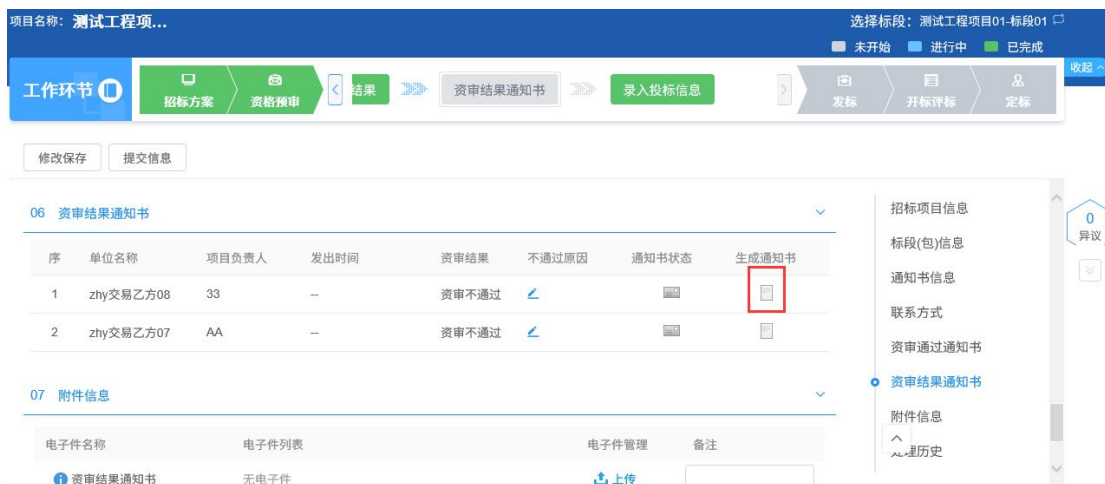 项目名称: 测试工程项...
选择标段: 测试工程项目01-标段01
未开始 进行中 已完成
收起
工作环节
招标方案 资格预审 结果 资审结果通知书 录入投标信息 发标 开标评标 定标
修改保存 提交信息
06 资审结果通知书
序 单位名称 项目负责人 发出时间 资审结果 不通过原因 通知书状态 生成通知书
1 zhy交易乙方08 33 -- 资审不通过
2 zhy交易乙方07 AA -- 资审不通过
07 附件信息
电子件名称 电子件列表 电子件管理 备注
资审结果通知书 无电子件 上传
招标项目信息
标段(包)信息
通知书信息
联系方式
资审通过通知书
资审结果通知书
附件信息
处理历史
0
异议